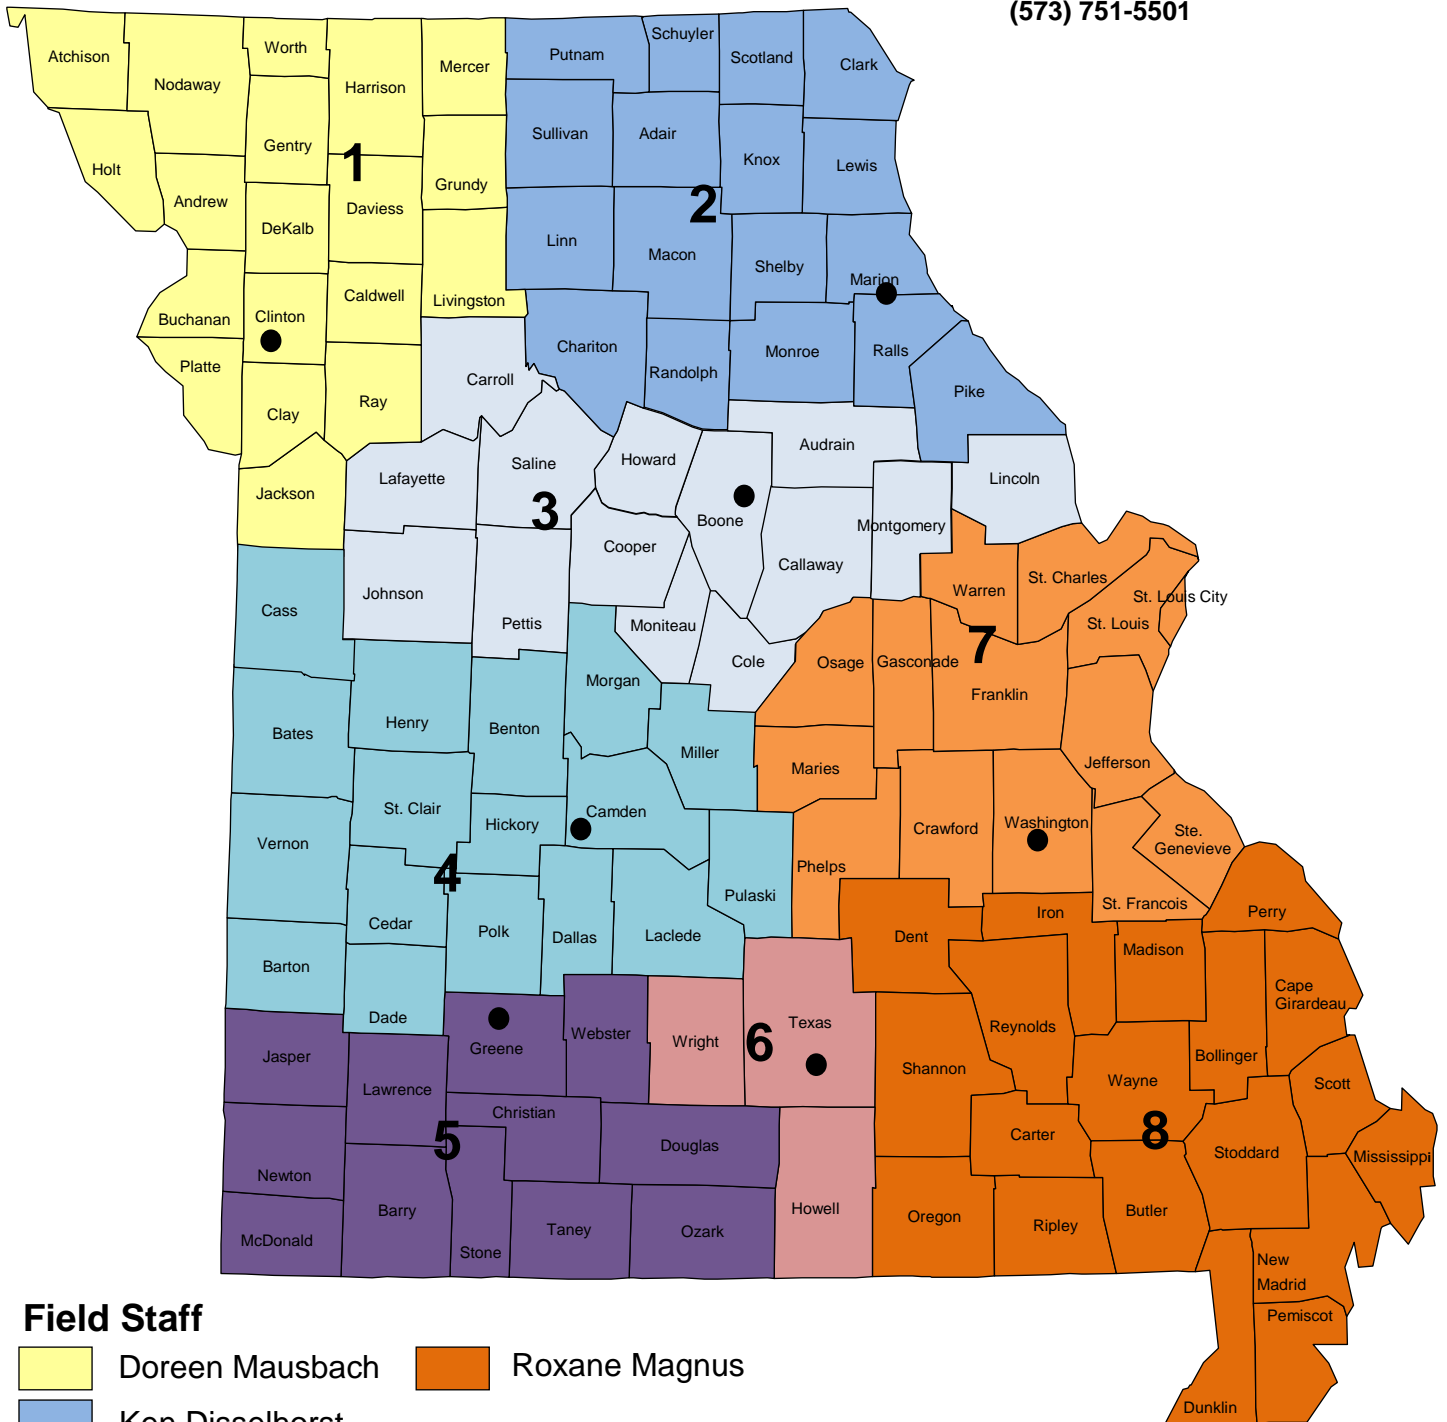 (573) 751-5501
Atchison
Nodaway
Worth
Harrison
Mercer
Putnam
Schuyler
Scotland
Clark
Holt
Gentry
1
Andrew
DeKalb
Daviess
Grundy
Sullivan
Adair
Knox
Lewis
2
Linn
Macon
Shelby
Marion
Buchanan
Clinton
Caldwell
Livingston
Platte
Clay
Ray
Carroll
Chariton
Randolph
Monroe
Ralls
Pike
Jackson
Lafayette
Saline
3
Howard
Boone
Audrain
Montgomery
Lincoln
Cooper
Callaway
Cass
Johnson
Pettis
Moniteau
Cole
Warren
St. Charles
St. Louis City
St. Louis
7
Osage
Gasconade
Franklin
Morgan
Bates
Henry
Benton
Miller
Maries
Jefferson
Vernon
St. Clair
Hickory
Camden
4
Phelps
Crawford
Washington
Ste.
Genevieve
Cedar
Polk
Dallas
Laclede
Pulaski
St. Francois
Perry
Barton
Dade
Dent
Iron
Madison
Cape
Girardeau
Jasper
Greene
Webster
Wright
6
Texas
Reynolds
Bollinger
Lawrence
Christian
Shannon
Wayne
Scott
5
Douglas
Carter
8
Stoddard
Mississippi
Newton
McDonald
Barry
Stone
Taney
Ozark
Howell
Oregon
Ripley
Butler
New
Madrid
Pemiscot
Dunklin
Field Staff
Doreen Mausbach
Roxane Magnus
Ken Disselhorst